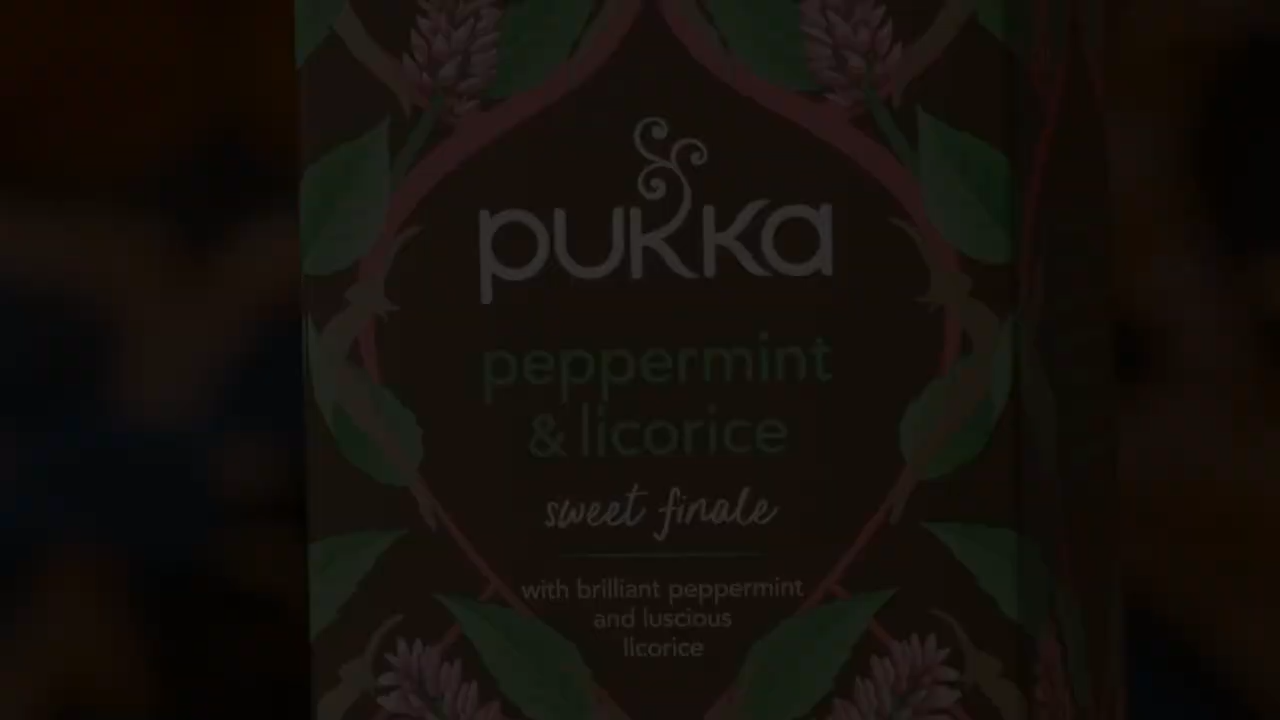 pukka
peppermint
& licorice
sweet finale
with brilliant peppermint
and luscious
licorice